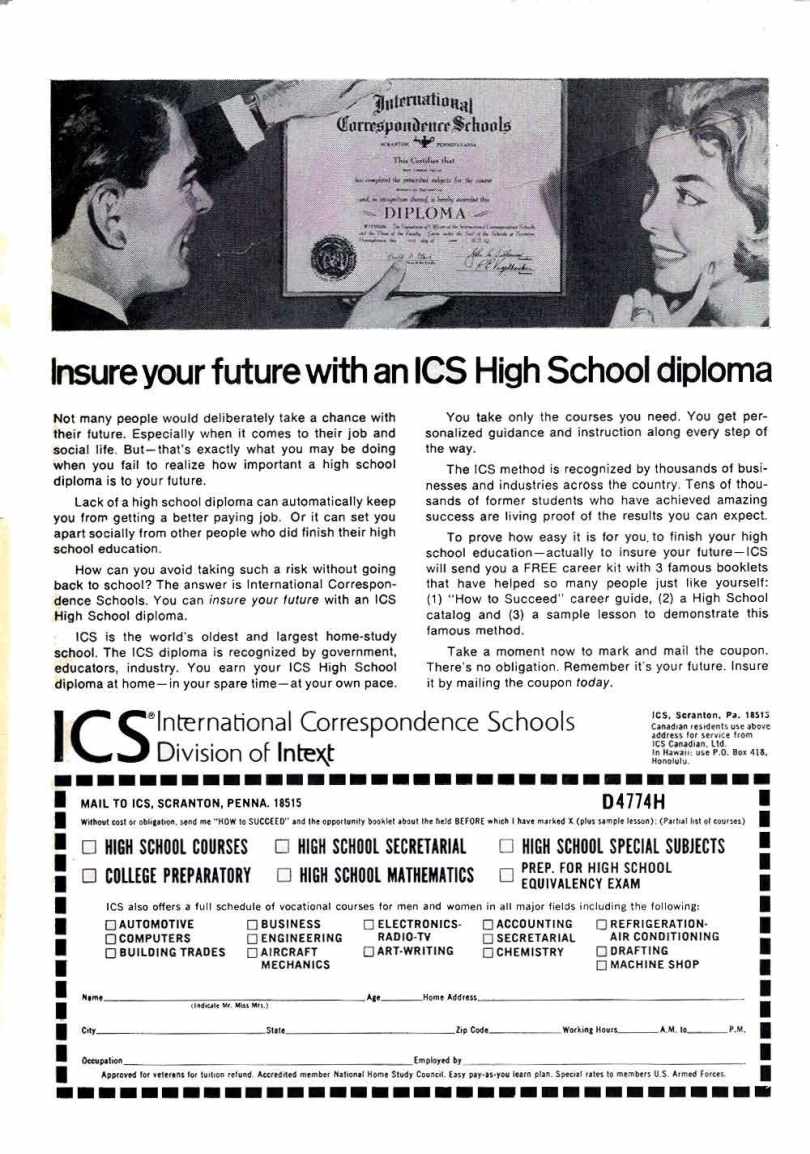 International
Correspondence Schools
SCRANTON PENNSYLVANIA
This Certifies that
has completed the prescribed subjects for the course
and, in recognition thereof, is hereby awarded this
DIPLOMA
Insure your future with an ICS High School diploma
Not many people would deliberately take a chance with
their future. Especially when it comes to their job and
social life. But—that's exactly what you may be doing
when you fail to realize how important a high school
diploma is to your future.
Lack of a high school diploma can automatically keep
you from getting a better paying job. Or it can set you
apart socially from other people who did finish their high
school education.
How can you avoid taking such a risk without going
back to school? The answer is International Correspon-
dence Schools. You can insure your future with an ICS
High School diploma.
ICS is the world's oldest and largest home-study
school. The ICS diploma is recognized by government,
educators, industry. You earn your ICS High School
diploma at home—in your spare time—at your own pace.
You take only the courses you need. You get per-
sonalized guidance and instruction along every step of
the way.
The ICS method is recognized by thousands of busi-
nesses and industries across the country. Tens of thou-
sands of former students who have achieved amazing
success are living proof of the results you can expect.
To prove how easy it is for you to finish your high
school education—actually to insure your future—ICS
will send you a FREE career kit with 3 famous booklets
that have helped so many people just like yourself:
(1) "How to Succeed" career guide, (2) a High School
catalog and (3) a sample lesson to demonstrate this
famous method.
Take a moment now to mark and mail the coupon.
There's no obligation. Remember it's your future. Insure
it by mailing the coupon today.
ICS® International Correspondence Schools
Division of Intext
ICS, Scranton, Pa. 18515
Canadian residents use above
address for service from
ICS Canadian, Ltd.
In Hawaii: use P.O. Box 418,
Honolulu.
MAIL TO ICS, SCRANTON, PENNA. 18515 D4774H
Without cost or obligation, send me "HOW to SUCCEED" and the opportunity booklet about the field BEFORE which I have marked X (plus sample lesson): (Partial list of courses)
☐ HIGH SCHOOL COURSES ☐ HIGH SCHOOL SECRETARIAL ☐ HIGH SCHOOL SPECIAL SUBJECTS
☐ COLLEGE PREPARATORY ☐ HIGH SCHOOL MATHEMATICS ☐ PREP. FOR HIGH SCHOOL
EQUIVALENCY EXAM
ICS also offers a full schedule of vocational courses for men and women in all major fields including the following:
☐ AUTOMOTIVE ☐ BUSINESS ☐ ELECTRONICS- ☐ ACCOUNTING ☐ REFRIGERATION-
☐ COMPUTERS ☐ ENGINEERING RADIO-TV ☐ SECRETARIAL AIR CONDITIONING
☐ BUILDING TRADES ☐ AIRCRAFT ☐ ART-WRITING ☐ CHEMISTRY ☐ DRAFTING
MECHANICS ☐ MACHINE SHOP
Name Age Home Address
(Indicate Mr. Miss Mrs.)
City State Zip Code Working Hours A.M. to P.M.
Occupation Employed by
Approved for veterans for tuition refund. Accredited member National Home Study Council. Easy pay-as-you learn plan. Special rates to members U.S. Armed Forces.